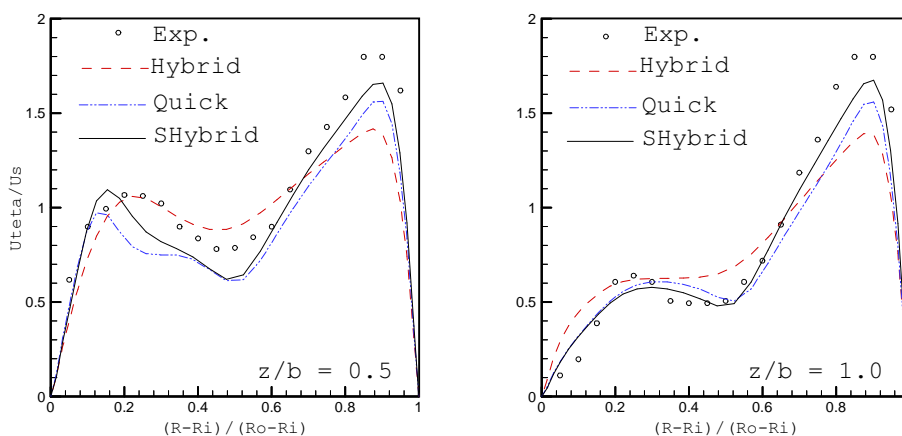 2
Exp.
Hybrid
1.5
Quick
SHybrid
Uteta/Us
1
0.5
z/b = 0.5
0
0
0.2
0.4
0.6
0.8
1
(R-Ri)/(Ro-Ri)
2
Exp.
Hybrid
1.5
Quick
SHybrid
1
0.5
z/b = 1.0
0
0
0.2
0.4
0.6
0.8
(R-Ri)/(Ro-Ri)